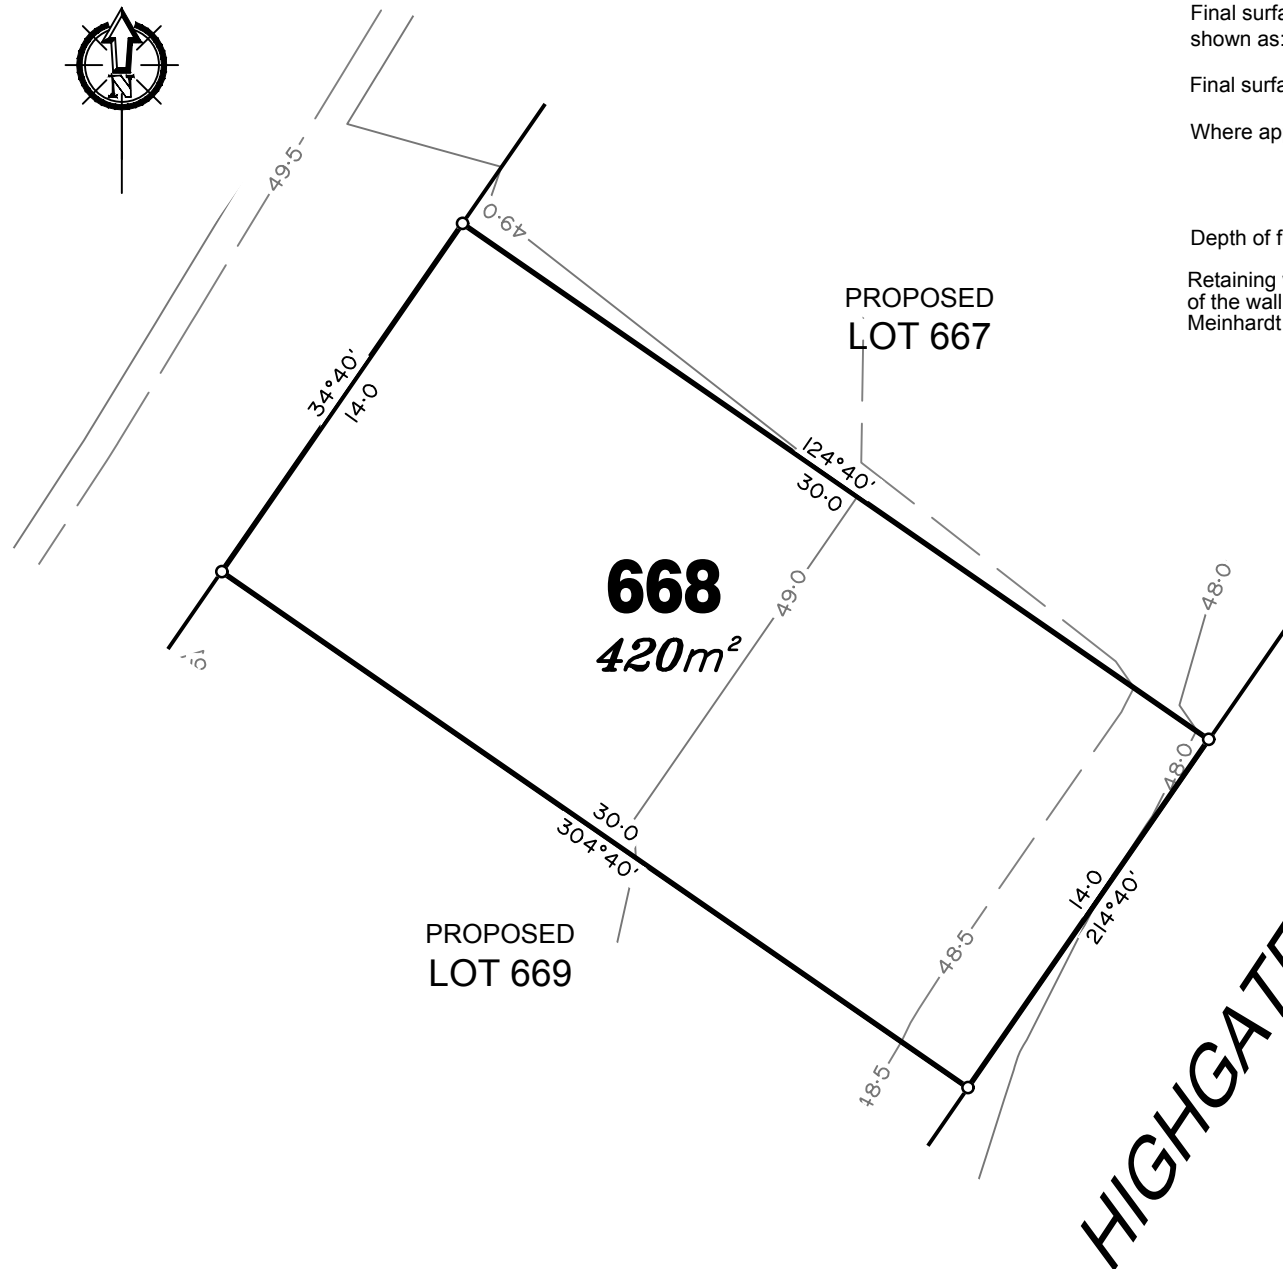 Final surfa
shown as:
Final surfa
Where ap
Depth of f
Retaining
of the wall
Meinhardt
N
49·5
49·0
PROPOSED
LOT 667
34°40'
14·0
124°40'
30·0
668
420m²
49·0
48·0
48·0
30·0
304°40'
14·0
214°40'
48·5
48·5
PROPOSED
LOT 669
HIGHGATE